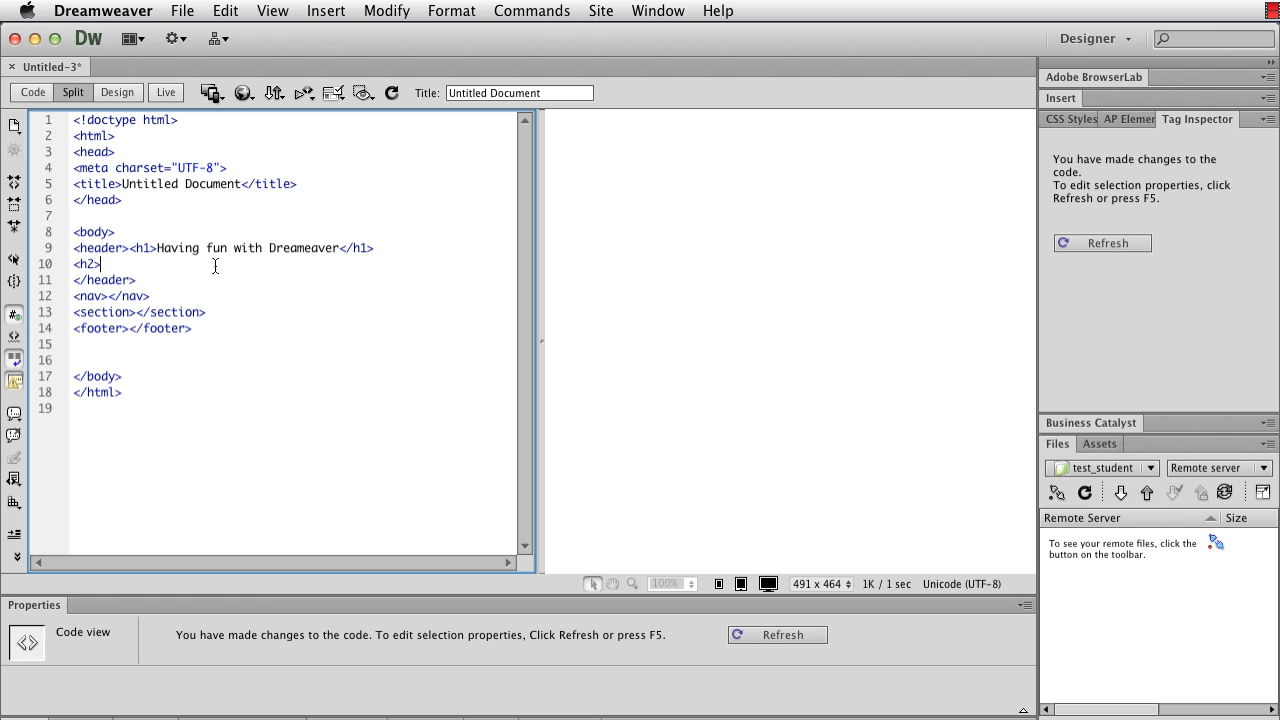 Dreamweaver File Edit View Insert Modify Format Commands Site Window Help
Dw Designer
Untitled-3*
Code Split Design Live Title: Untitled Document
Adobe BrowserLab
Insert
CSS Styles AP Elemer Tag Inspector
You have made changes to the
code.
To edit selection properties, click
Refresh or press F5.
Refresh
1 <!doctype html>
2 <html>
3 <head>
4 <meta charset="UTF-8">
5 <title>Untitled Document</title>
6 </head>
7
8 <body>
9 <header><h1>Having fun with Dreameaver</h1>
10 <h2>
11 </header>
12 <nav></nav>
13 <section></section>
14 <footer></footer>
15
16
17 </body>
18 </html>
19
Business Catalyst
Files Assets
test_student Remote server
Remote Server Size
To see your remote files, click the
button on the toolbar.
100% 491 x 464 1K / 1 sec Unicode (UTF-8)
Properties
Code view You have made changes to the code. To edit selection properties, Click Refresh or press F5. Refresh